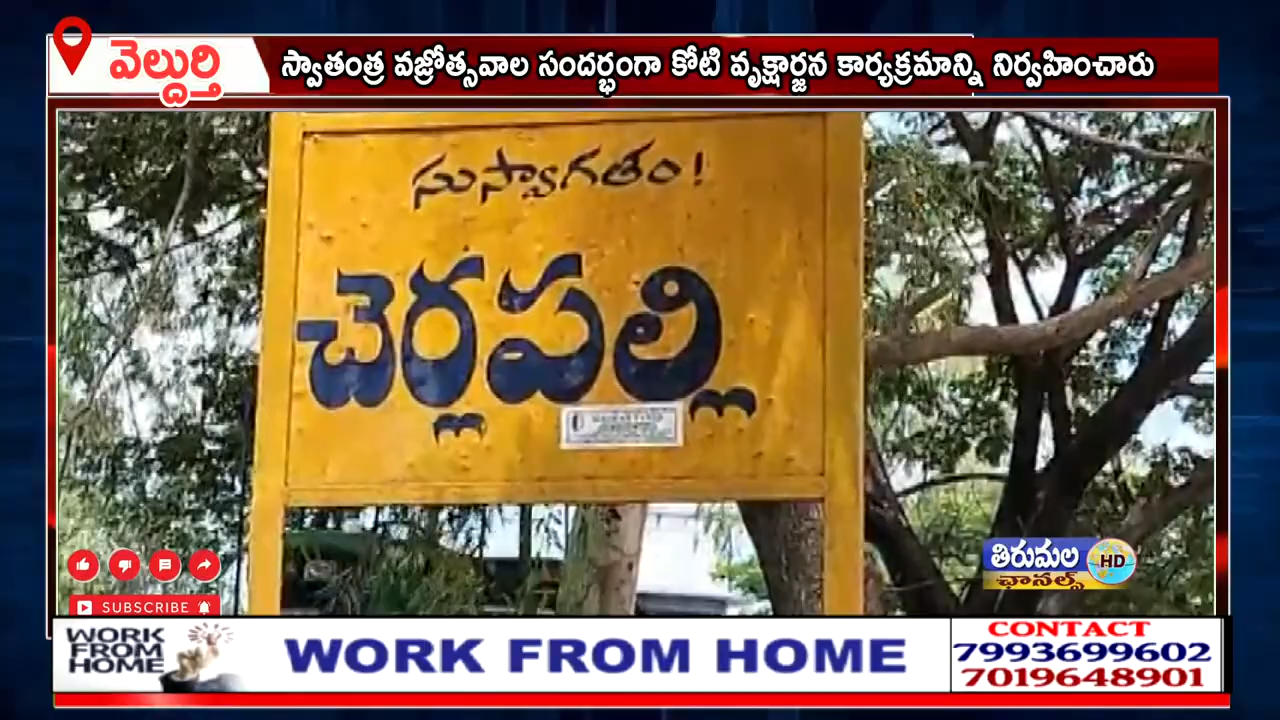 వెల్దుర్తి
స్వాతంత్ర వజ్రోత్సవాల సందర్భంగా కోటి వృక్షార్జన కార్యక్రమాన్ని నిర్వహించారు
సుస్వాగతం!
చెర్లపల్లి
తిరుమల HD
ఛానల్స్
SUBSCRIBE
WORK
FROM
HOME
WORK FROM HOME
CONTACT
7993699602
7019648901